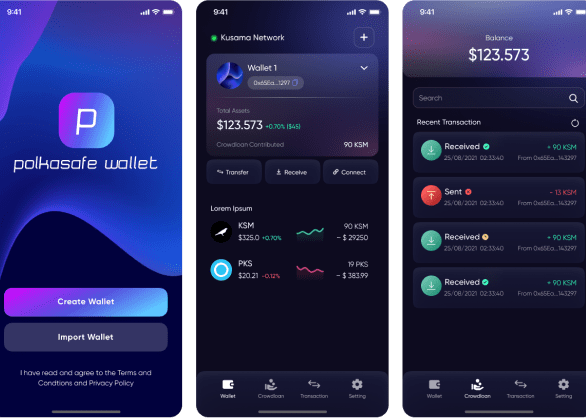 9:41
P
polkasafe wallet
Create Wallet
Import Wallet
I have read and agree to the Terms and
Condtions and Privacy Policy
9:41
Kusama Network
+
Wallet 1
0x65Ea...1297
Total Assets
$123.573 +0.70% ($45)
Crowdloan Contributed 90 KSM
Transfer
Receive
Connect
Lorem Ipsum
KSM 90 KSM
$325.0 +0.70% ~ $ 29250
PKS 19 PKS
$20.21 -0.12% ~ $ 383.99
Wallet
Crowdloan
Transaction
Setting
9:41
Balance
$123.573
Search
Recent Transaction
Received + 90 KSM
25/08/2021 02:33:40 From 0x65Ea...143297
Sent - 13 KSM
25/08/2021 02:33:40 From 0x65Ea...143297
Received + 90 KSM
25/08/2021 02:33:40 From 0x65Ea...143297
Received + 90 KSM
25/08/2021 02:33:40 From 0x65Ea...143297
Wallet
Crowdloan
Transaction
Setting